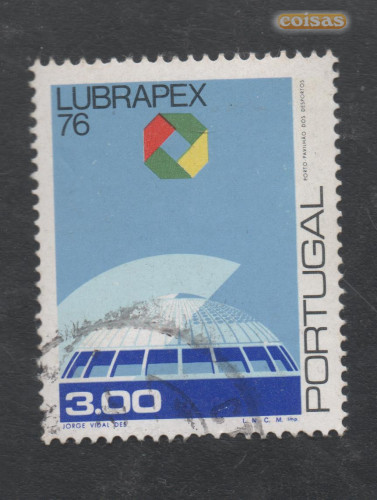 coisas
LUBRAPEX
76
PORTO PAVILHÃO DOS DESPORTOS
PORTUGAL
3.00
JORGE VIDAL DES.
L. N. C. M.